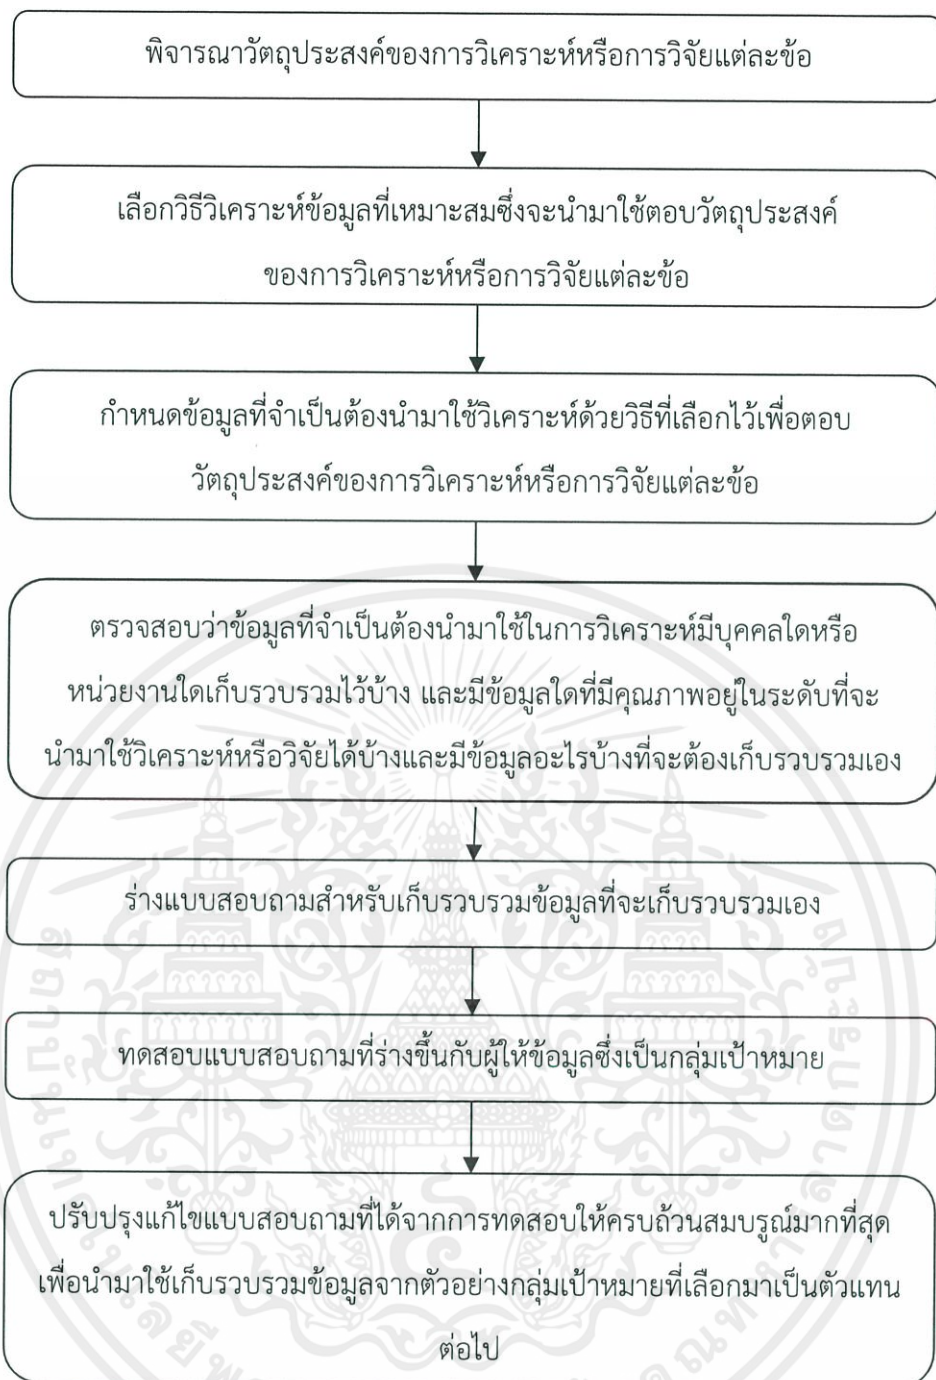 พิจารณาวัตถุประสงค์ของการวิเคราะห์หรือการวิจัยแต่ละข้อ
เลือกวิธีวิเคราะห์ข้อมูลที่เหมาะสมซึ่งจะนำมาใช้ตอบวัตถุประสงค์
ของการวิเคราะห์หรือการวิจัยแต่ละข้อ
กำหนดข้อมูลที่จำเป็นต้องนำมาใช้วิเคราะห์ด้วยวิธีที่เลือกไว้เพื่อตอบ
วัตถุประสงค์ของการวิเคราะห์หรือการวิจัยแต่ละข้อ
ตรวจสอบว่าข้อมูลที่จำเป็นต้องนำมาใช้ในการวิเคราะห์มีบุคคลใดหรือ
หน่วยงานใดเก็บรวบรวมไว้บ้าง และมีข้อมูลใดที่มีคุณภาพอยู่ในระดับที่จะ
นำมาใช้วิเคราะห์หรือวิจัยได้บ้างและมีข้อมูลอะไรบ้างที่จะต้องเก็บรวบรวมเอง
ร่างแบบสอบถามสำหรับเก็บรวบรวมข้อมูลที่จะเก็บรวบรวมเอง
ทดสอบแบบสอบถามที่ร่างขึ้นกับผู้ให้ข้อมูลซึ่งเป็นกลุ่มเป้าหมาย
ปรับปรุงแก้ไขแบบสอบถามที่ได้จากการทดสอบให้ครบถ้วนสมบรูณ์มากที่สุด
เพื่อนำมาใช้เก็บรวบรวมข้อมูลจากตัวอย่างกลุ่มเป้าหมายที่เลือกมาเป็นตัวแทน
ต่อไป